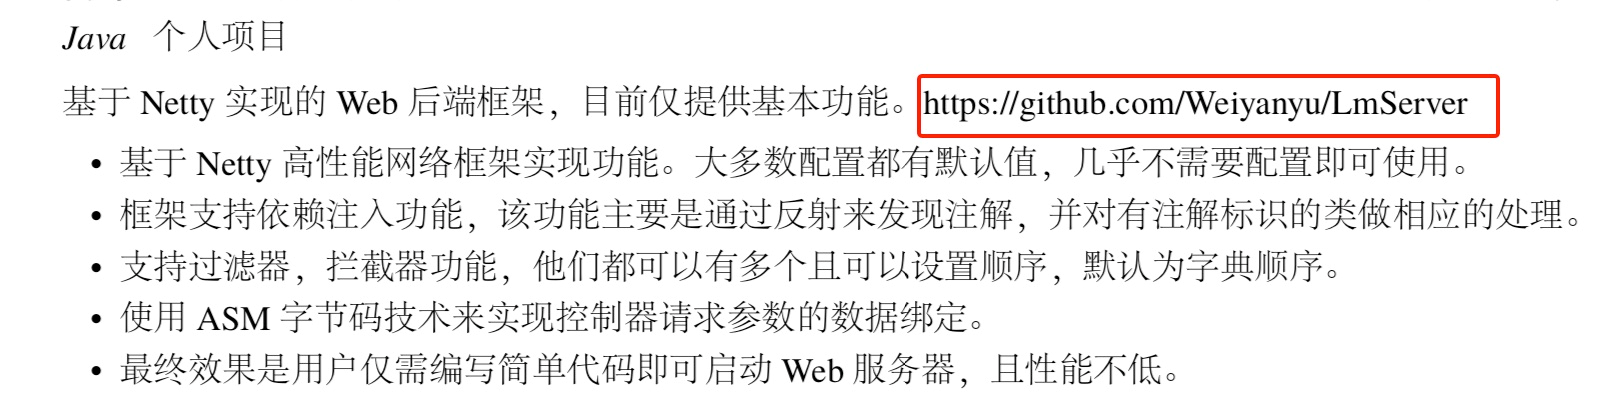 Java 个人项目
基于 Netty 实现的 Web 后端框架，目前仅提供基本功能。https://github.com/Weiyanyu/LmServer
• 基于 Netty 高性能网络框架实现功能。大多数配置都有默认值，几乎不需要配置即可使用。
• 框架支持依赖注入功能，该功能主要是通过反射来发现注解，并对有注解标识的类做相应的处理。
• 支持过滤器，拦截器功能，他们都可以有多个且可以设置顺序，默认为字典顺序。
• 使用 ASM 字节码技术来实现控制器请求参数的数据绑定。
• 最终效果是用户仅需编写简单代码即可启动 Web 服务器，且性能不低。